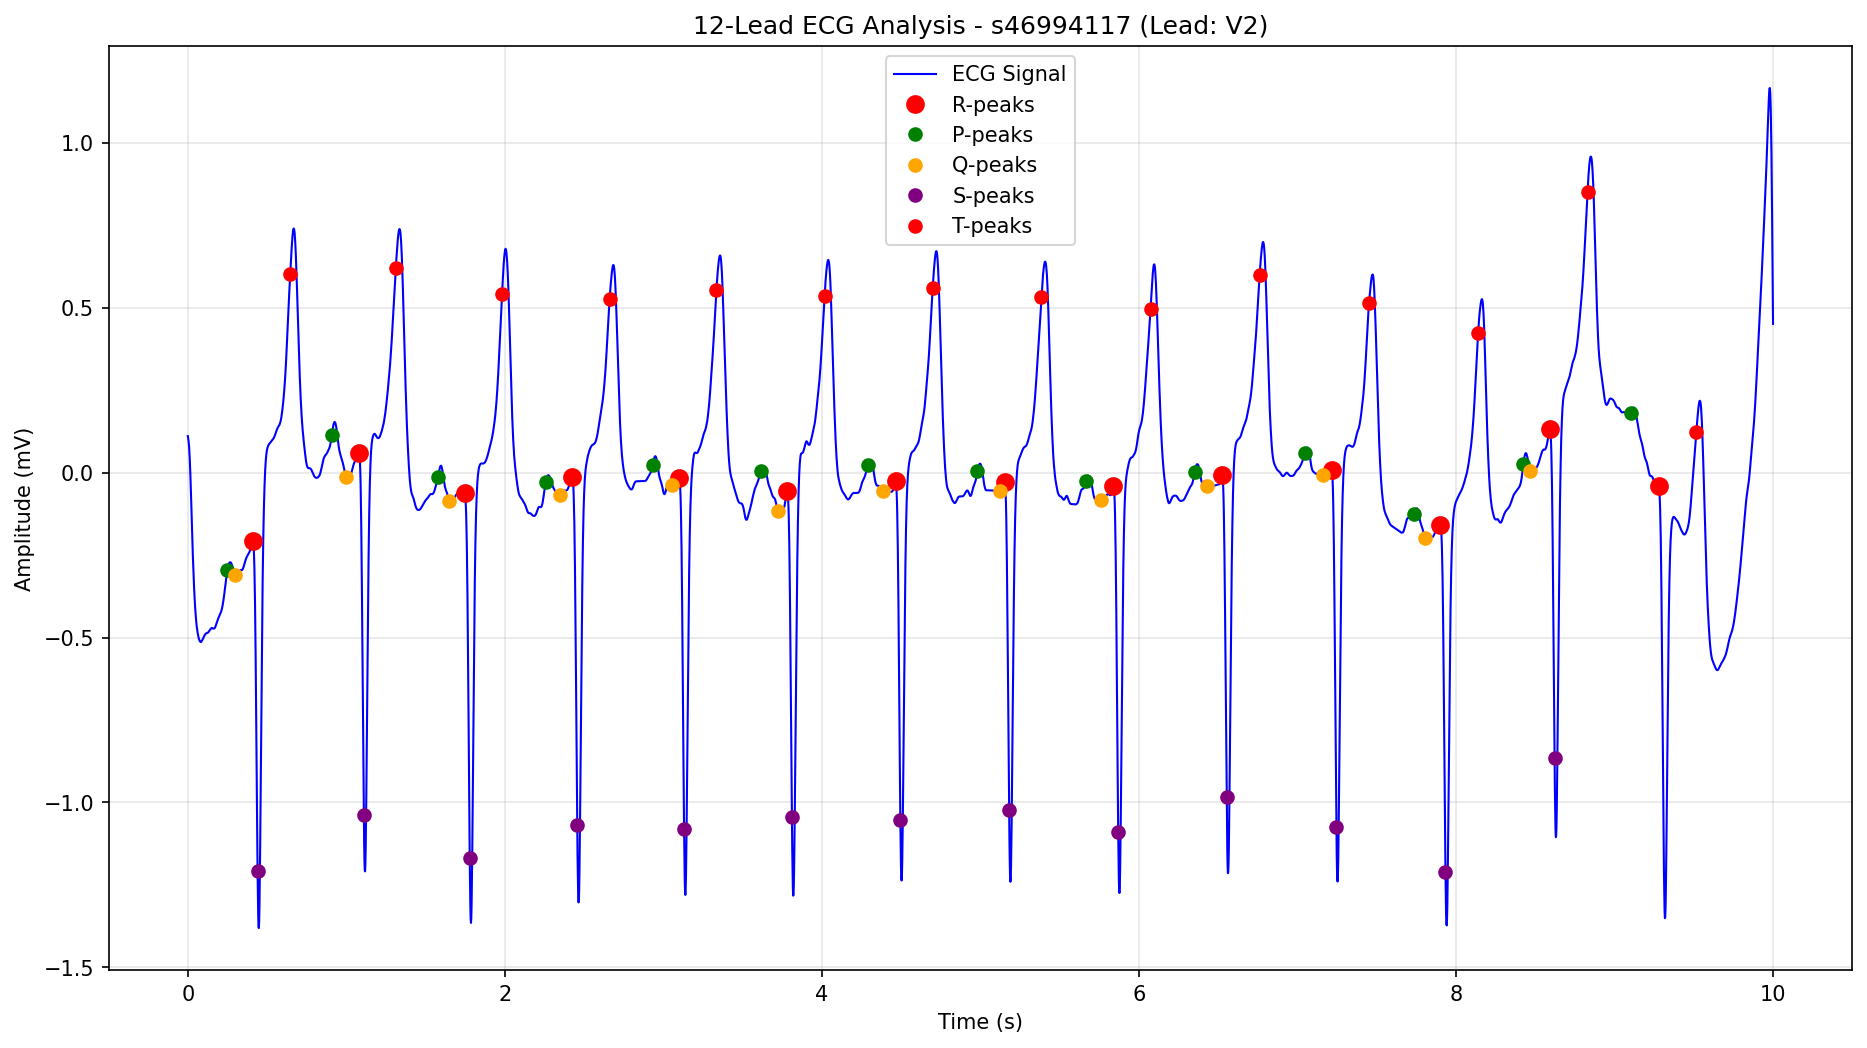 12-Lead ECG Analysis - s46994117 (Lead: V2)
ECG Signal
R-peaks
P-peaks
Q-peaks
S-peaks
T-peaks
Amplitude (mV)
1.0
0.5
0.0
−0.5
−1.0
−1.5
0 2 4 6 8 10
Time (s)